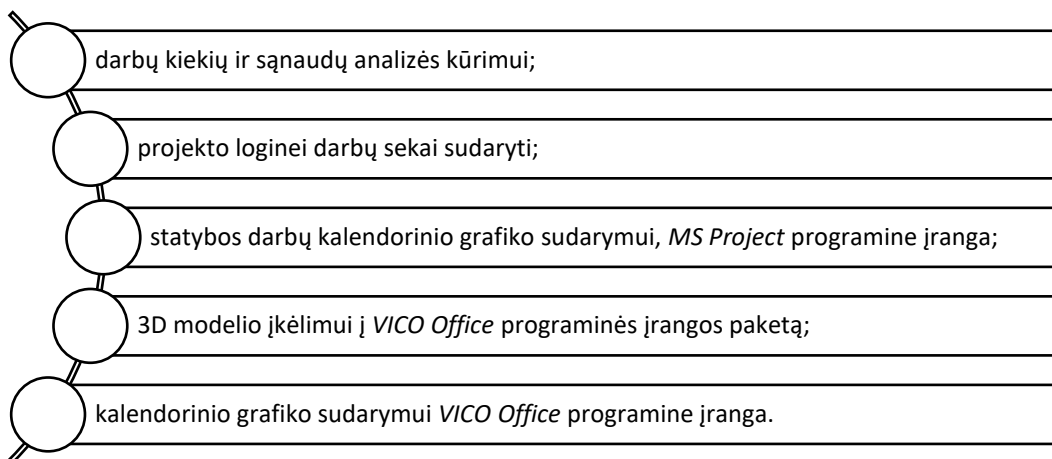 darbų kiekių ir sąnaudų analizės kūrimui;
projekto loginei darbų sekai sudaryti;
statybos darbų kalendorinio grafiko sudarymui, MS Project programine įranga;
3D modelio įkėlimui į VICO Office programinės įrangos paketą;
kalendorinio grafiko sudarymui VICO Office programine įranga.